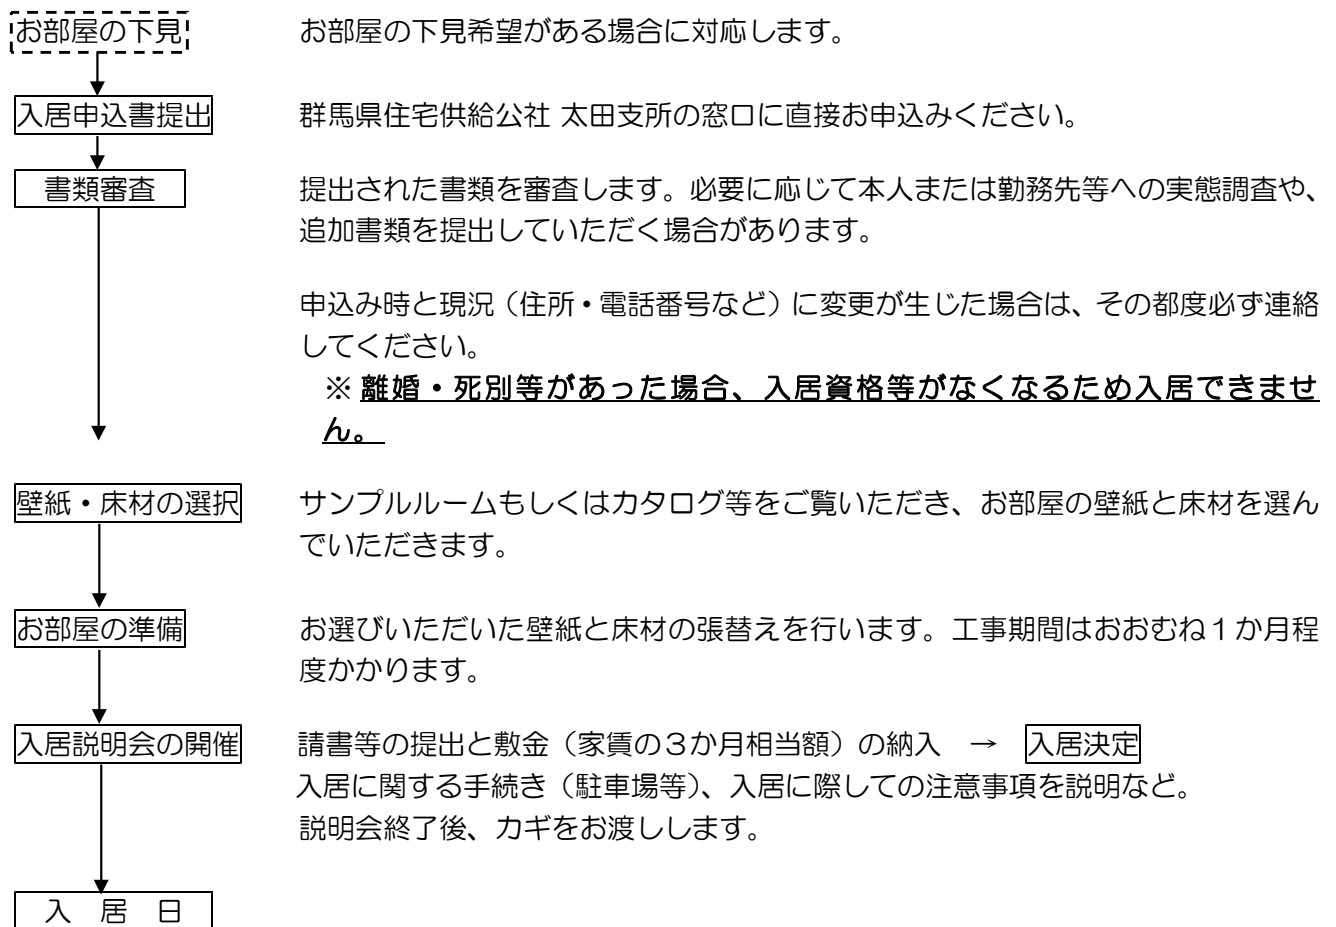 お部屋の下見
お部屋の下見希望がある場合に対応します。
入居申込書提出
群馬県住宅供給公社 太田支所の窓口に直接お申込みください。
書類審査
提出された書類を審査します。必要に応じて本人または勤務先等への実態調査や、
追加書類を提出していただく場合があります。
申込み時と現況（住所・電話番号など）に変更が生じた場合は、その都度必ず連絡
してください。
※ 離婚・死別等があった場合、入居資格等がなくなるため入居できませ
ん。
壁紙・床材の選択
サンプルルームもしくはカタログ等をご覧いただき、お部屋の壁紙と床材を選ん
でいただきます。
お部屋の準備
お選びいただいた壁紙と床材の張替えを行います。工事期間はおおむね１か月程
度かかります。
入居説明会の開催
請書等の提出と敷金（家賃の３か月相当額）の納入　→　入居決定
入居に関する手続き（駐車場等）、入居に際しての注意事項を説明など。
説明会終了後、カギをお渡しします。
入　居　日